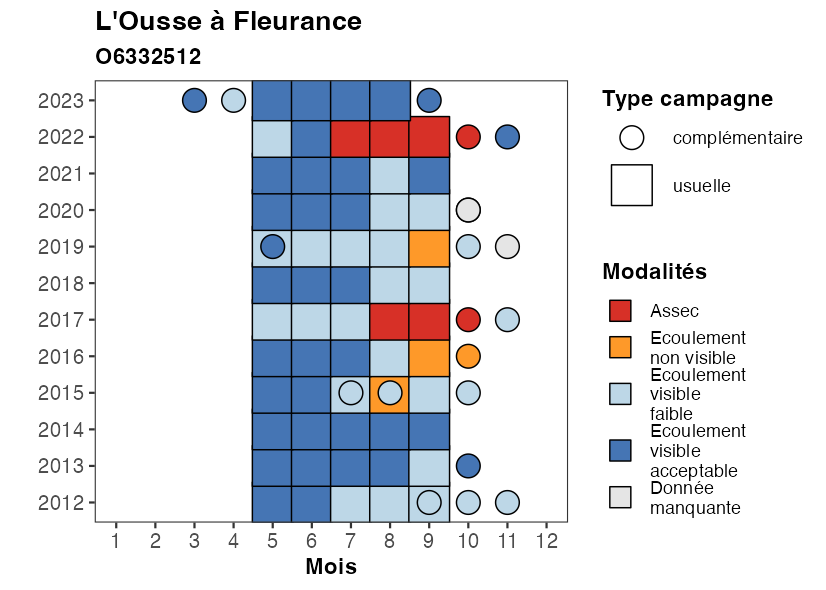 L'Ousse à Fleurance
O6332512
2023
2022
2021
2020
2019
2018
2017
2016
2015
2014
2013
2012
1 2 3 4 5 6 7 8 9 10 11 12
Mois
Type campagne
complémentaire
usuelle
Modalités
Assec
Ecoulement
non visible
Ecoulement
visible
faible
Ecoulement
visible
acceptable
Donnée
manquante